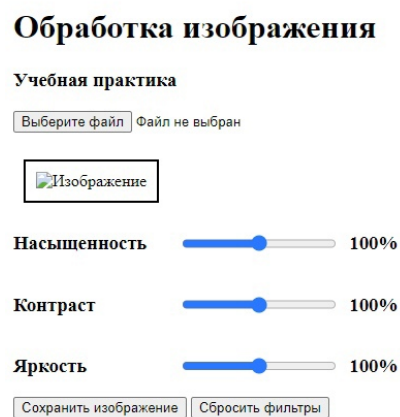 Обработка изображения
Учебная практика
Выберите файл Файл не выбран
Изображение
Насыщенность 100%
Контраст 100%
Яркость 100%
Сохранить изображение Сбросить фильтры